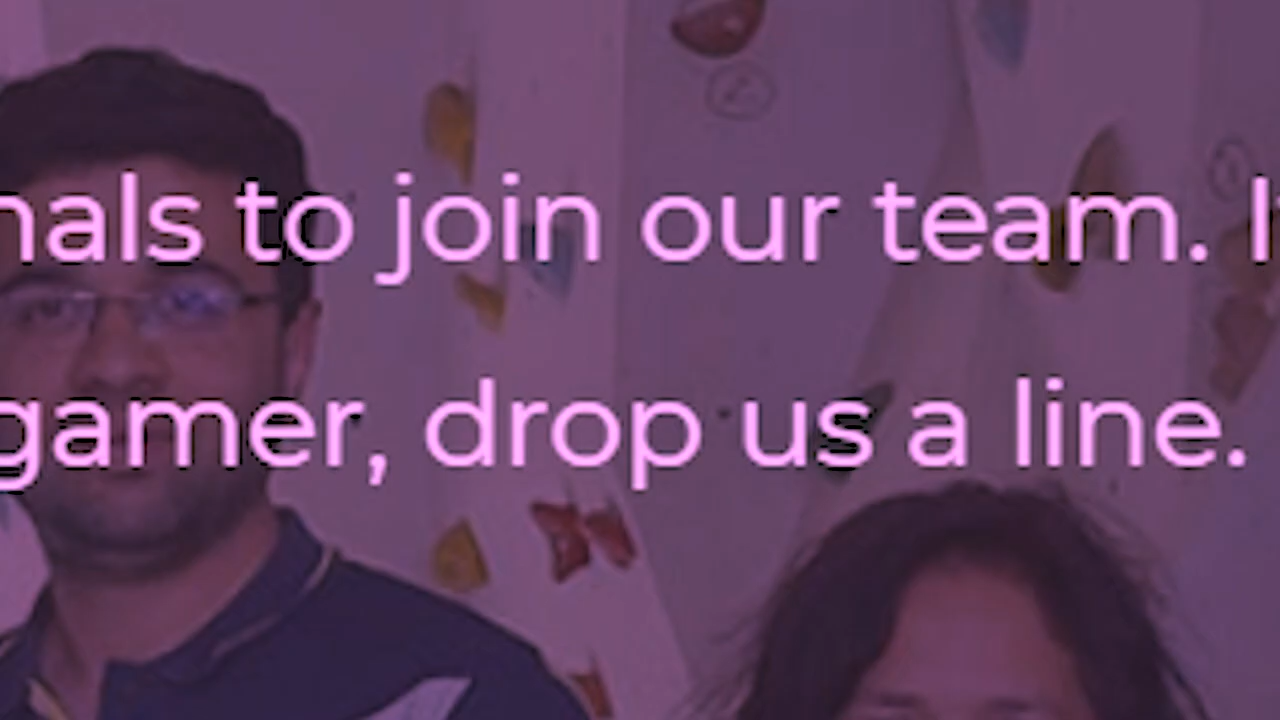 nals to join our team. I
gamer, drop us a line.